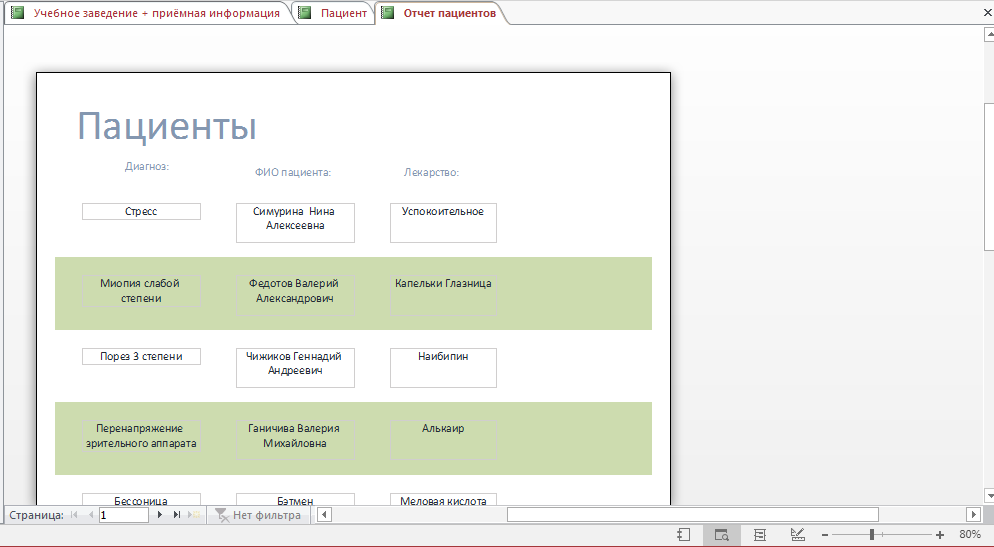 Учебное заведение + приёмная информация
Пациент
Отчет пациентов
Пациенты
Диагноз:
ФИО пациента:
Лекарство:
Стресс
Симурина Нина
Алексеевна
Успокоительное
Миопия слабой
степени
Федотов Валерий
Александрович
Капельки Глазница
Порез 3 степени
Чижиков Геннадий
Андреевич
Наибипин
Перенапряжение
зрительного аппарата
Ганичива Валерия
Михайловна
Алькаир
Бессоница
Бэтмен
Меловая кислота
Страница:
1
Нет фильтра
80%